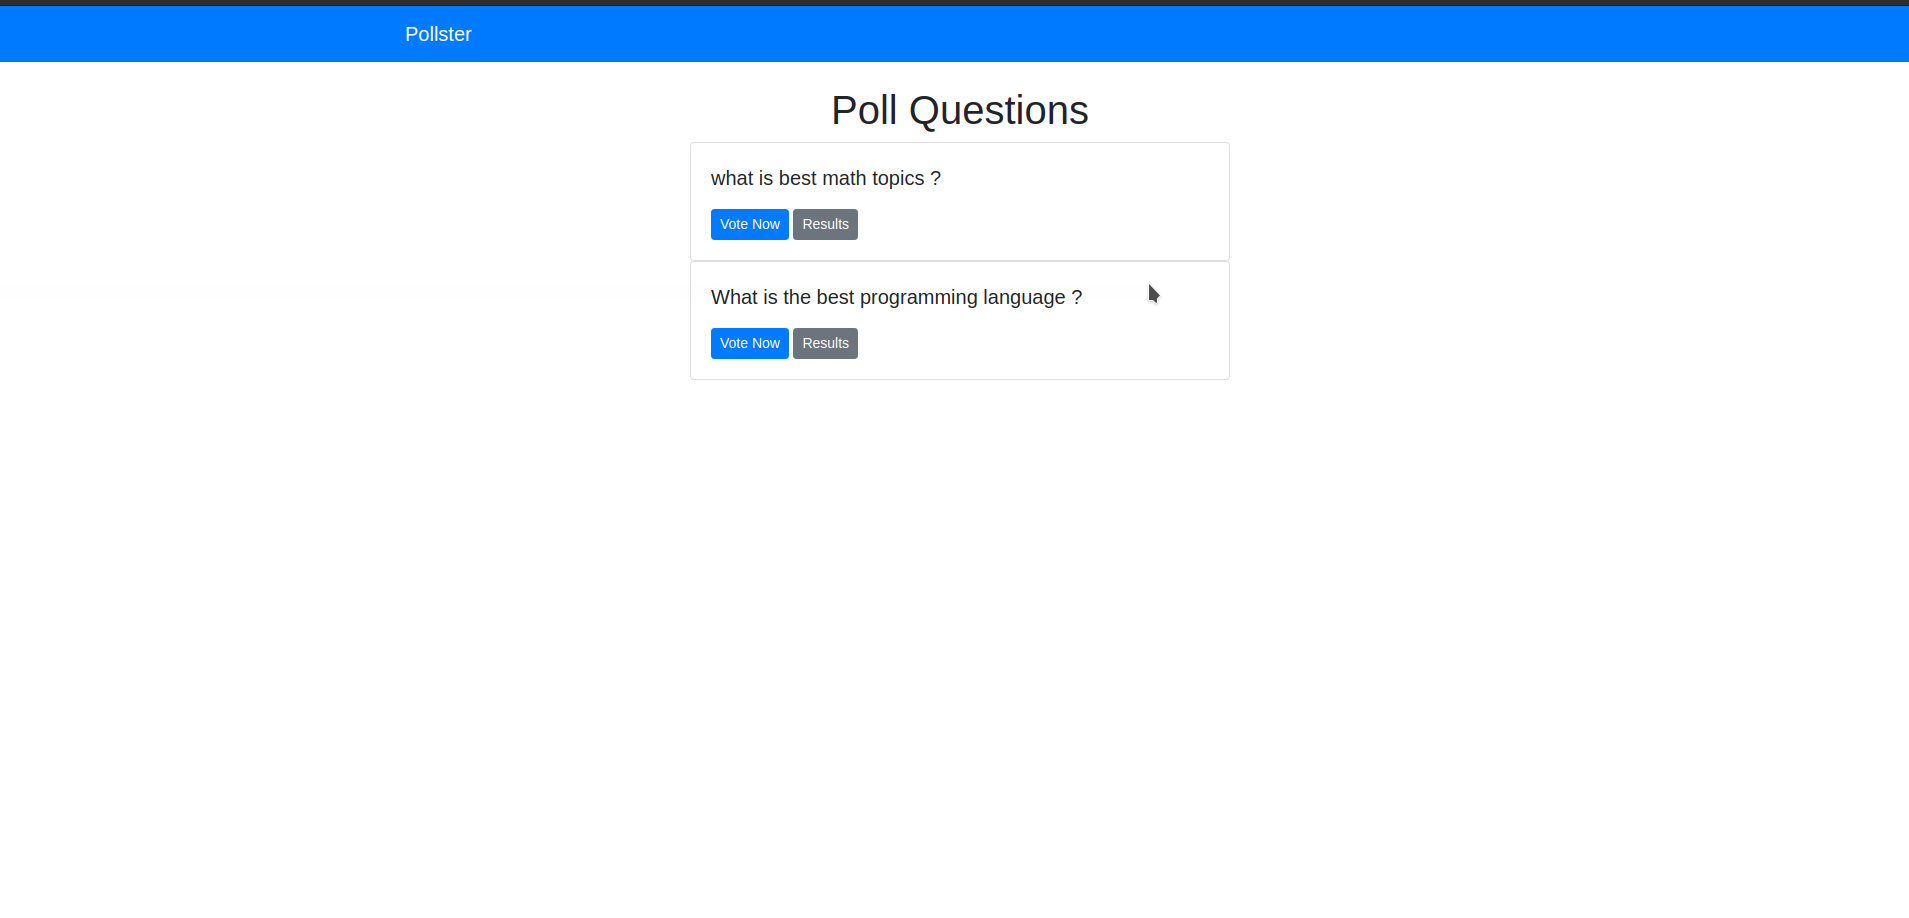 Pollster
Poll Questions
what is best math topics ?
Vote Now Results
What is the best programming language ?
Vote Now Results